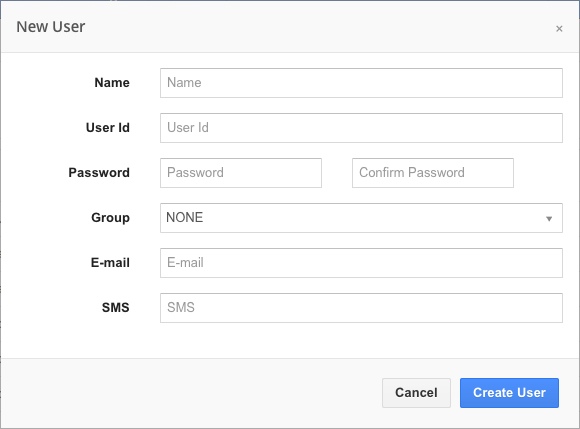 New User ×
Name Name
User Id User Id
Password Password Confirm Password
Group NONE
E-mail E-mail
SMS SMS
Cancel Create User